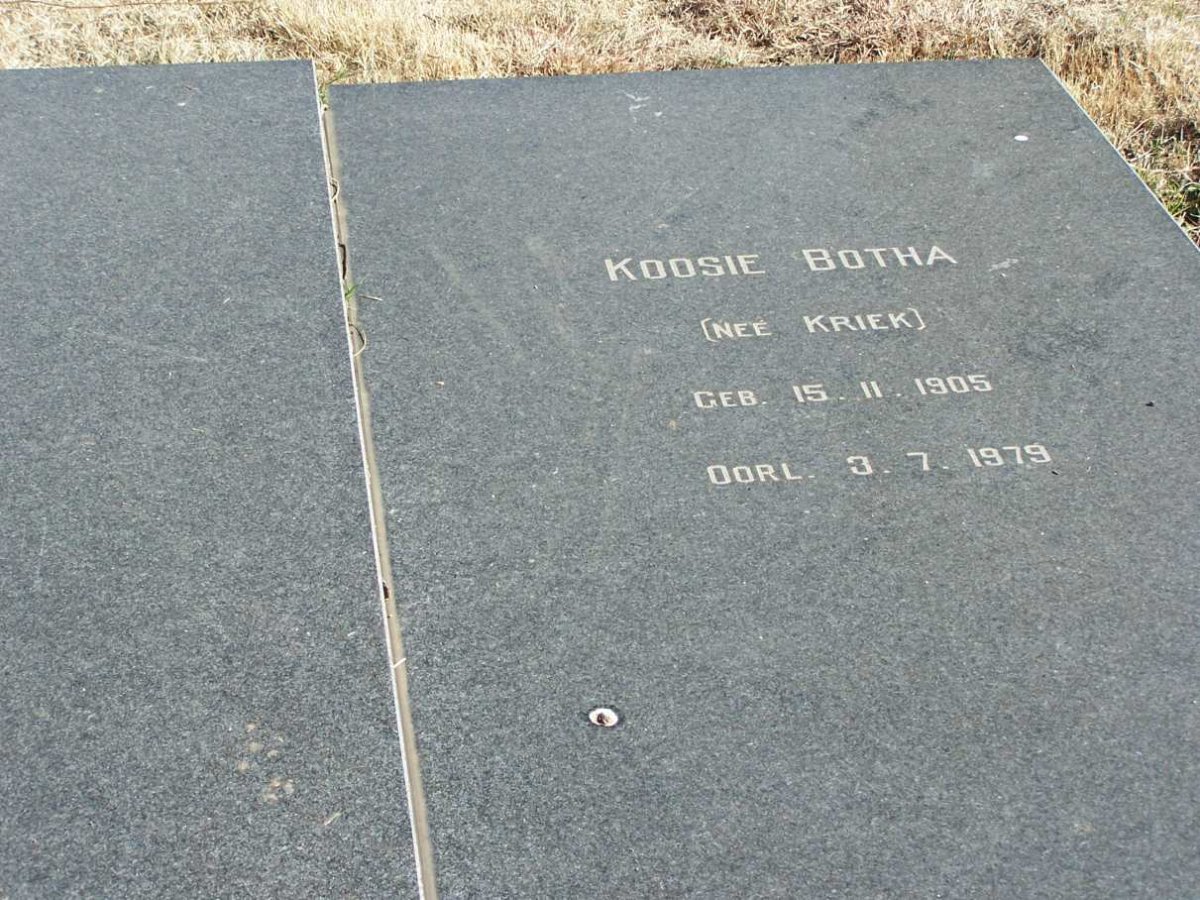 KOOSIE BOTHA
(NEÉ KRIEK)
GEB. 15. 11. 1905
OORL. 3. 7. 1979